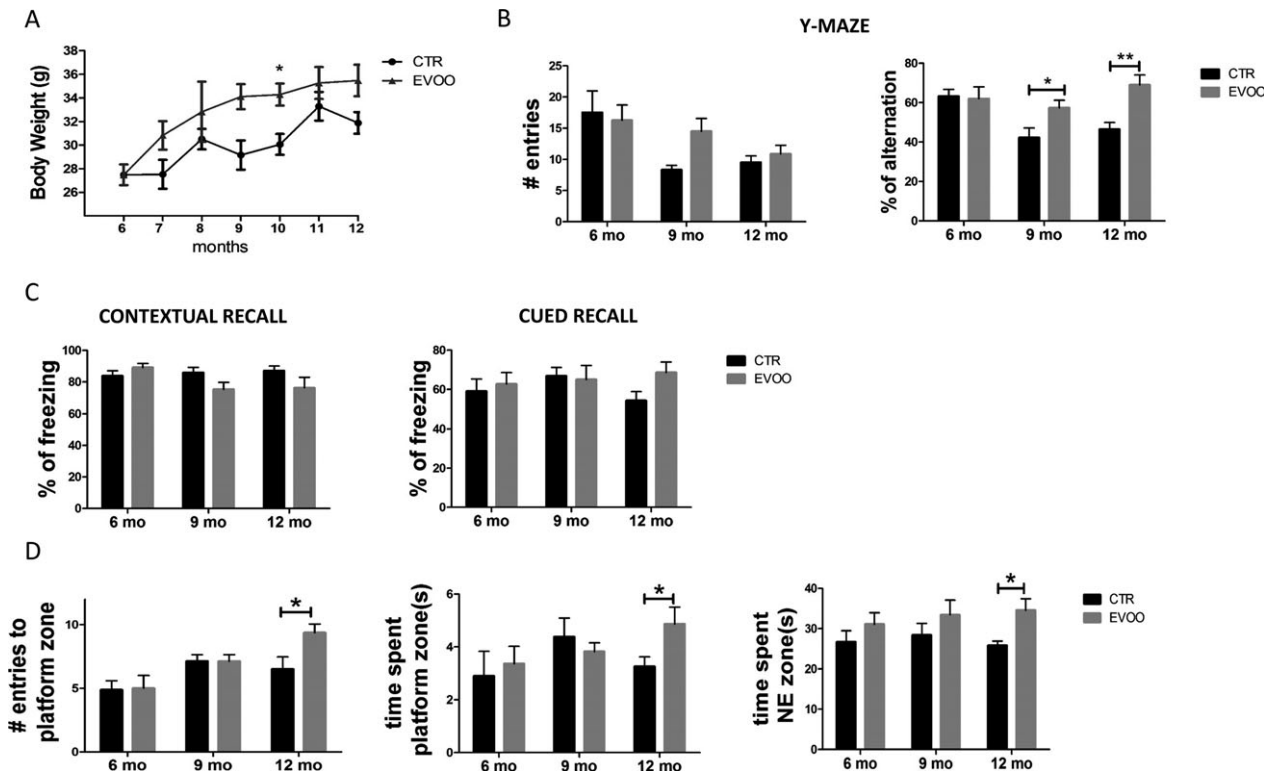 A
Body Weight (g)
38
36
34
32
30
28
26
*
6 7 8 9 10 11 12
months
CTR
EVOO
B
Y-MAZE
# entries
25
20
15
10
5
0
6 mo 9 mo 12 mo
% of alternation
80
60
40
20
0
*
**
6 mo 9 mo 12 mo
CTR
EVOO
C
CONTEXTUAL RECALL
% of freezing
100
80
60
40
20
0
6 mo 9 mo 12 mo
CUED RECALL
% of freezing
80
60
40
20
0
6 mo 9 mo 12 mo
CTR
EVOO
D
# entries to
platform zone
10
5
0
*
6 mo 9 mo 12 mo
time spent
platform zone(s)
6
4
2
0
*
6 mo 9 mo 12 mo
time spent
NE zone(s)
40
30
20
10
0
*
6 mo 9 mo 12 mo
CTR
EVOO